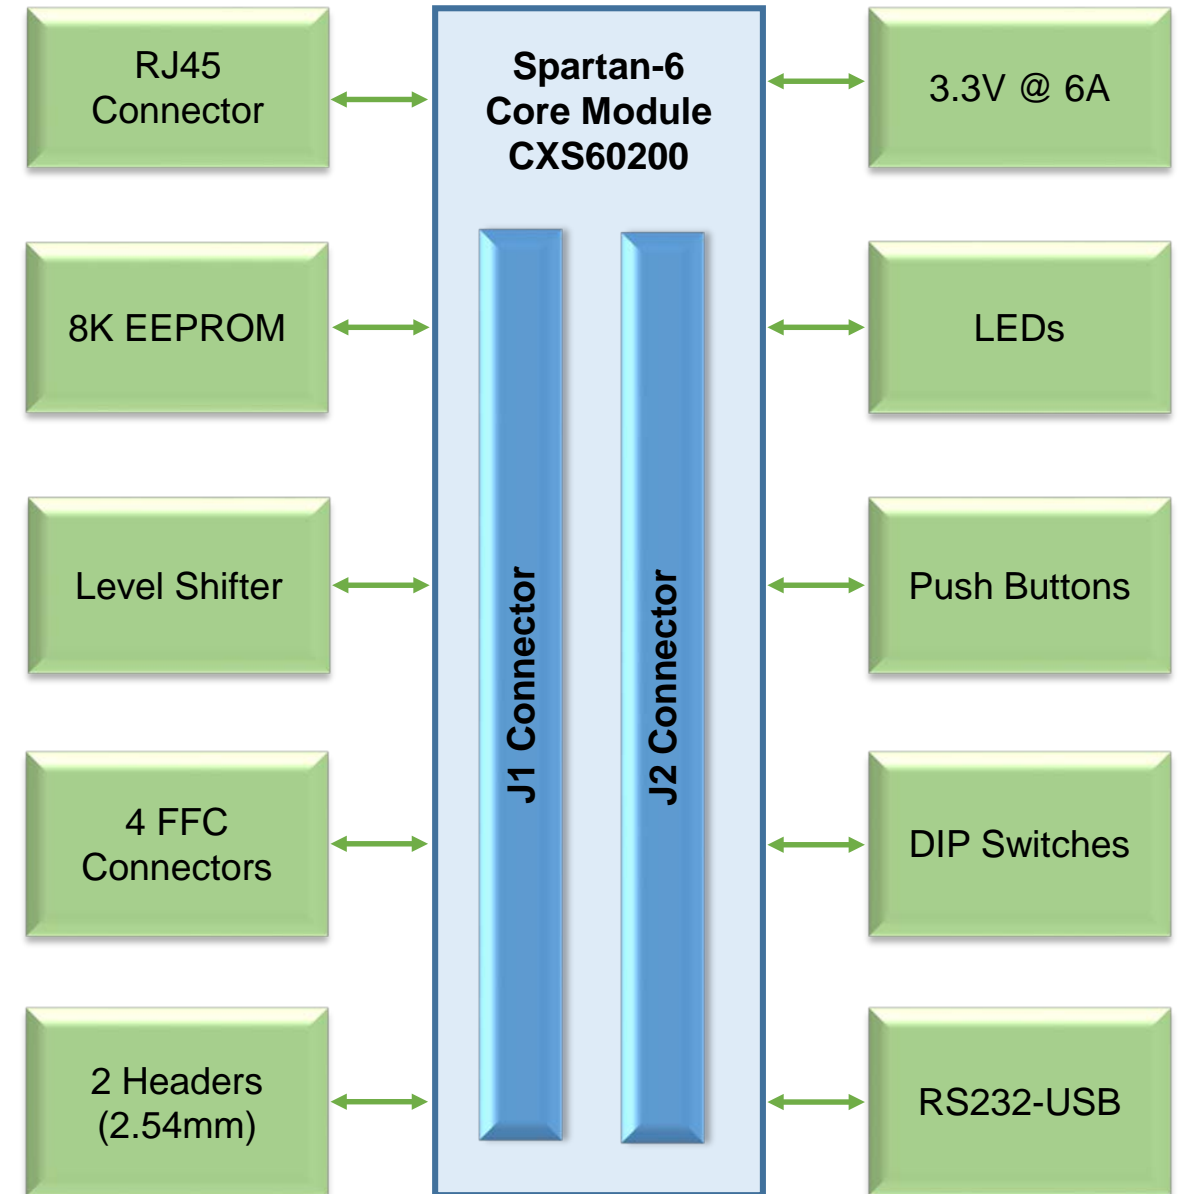 RJ45
Connector
8K EEPROM
Level Shifter
4 FFC
Connectors
2 Headers
(2.54mm)
Spartan-6
Core Module
CXS60200
J1 Connector
J2 Connector
3.3V @ 6A
LEDs
Push Buttons
DIP Switches
RS232-USB